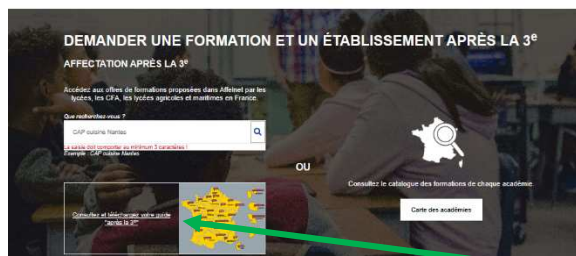 DEMANDER UNE FORMATION ET UN ÉTABLISSEMENT APRÈS LA 3e
AFFECTATION APRÈS LA 3e
Accédez aux offres de formations proposées dans Affelnet par les
lycées, les CFA, les lycées agricoles et maritimes en France.
Que recherchez-vous ?
CAP cuisine Nantes
La saisie doit comporter au minimum 3 caractères !
Exemple : CAP cuisine Nantes
OU
Consultez le catalogue des formations de chaque académie.
Carte des académies
Consultez et téléchargez votre guide
"après la 3e"